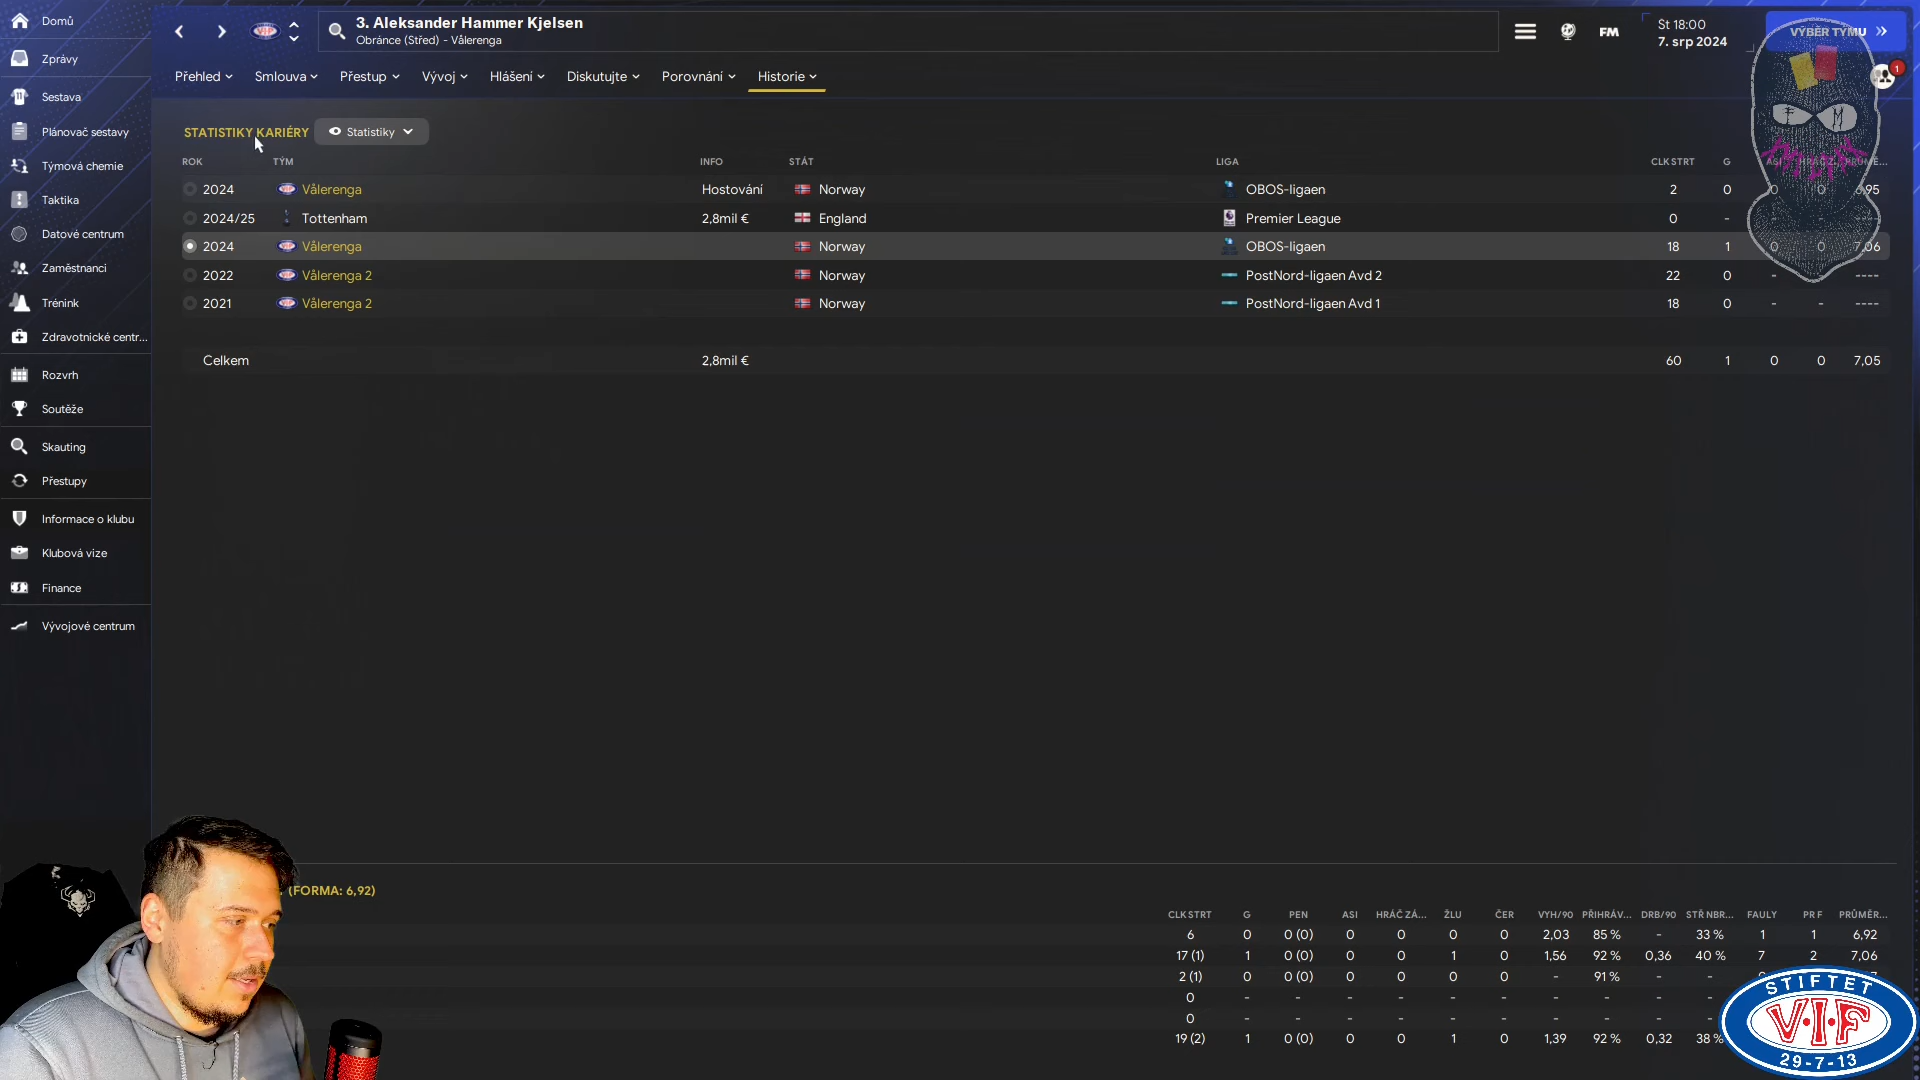 Domů
Zprávy
Sestava
Plánovač sestavy
Týmová chemie
Taktika
Datové centrum
Zaměstnanci
Trénink
Zdravotnické centr...
Rozvrh
Soutěže
Skauting
Přestupy
Informace o klubu
Klubová vize
Finance
Vývojové centrum
3. Aleksander Hammer Kjelsen
Obránce (Střed) - Vålerenga
FM
St 18:00
7. srp 2024
VÝBĚR TÝMU
1
Přehled Smlouva Přestup Vývoj Hlášení Diskutujte Porovnání Historie
STATISTIKY KARIÉRY Statistiky
ROK TÝM INFO STÁT LIGA CLKSTRT G ASI
2024 Vålerenga Hostování Norway OBOS-ligaen 2 0 0 0 6,95
2024/25 Tottenham 2,8mil € England Premier League 0 - - -
2024 Vålerenga Norway OBOS-ligaen 18 1 0 0 7,06
2022 Vålerenga 2 Norway PostNord-ligaen Avd 2 22 0 - - ----
2021 Vålerenga 2 Norway PostNord-ligaen Avd 1 18 0 - - ----
Celkem 2,8mil € 60 1 0 0 7,05
(FORMA: 6,92)
CLKSTRT G PEN ASI HRÁČ ZÁ... ŽLU ČER VYH/90 PŘIHRÁV... DRB/90 STŘ NBR... FAULY PR F PRŮMĚR...
6 0 0 (0) 0 0 0 0 2,03 85 % - 33 % 1 1 6,92
17 (1) 1 0 (0) 0 0 1 0 1,56 92 % 0,36 40 % 7 2 7,06
2 (1) 0 0 (0) 0 0 0 0 - 91 % - -
0 - - - - - - - - - -
0 - - - - - - - - - -
19 (2) 1 0 (0) 0 0 1 0 1,39 92 % 0,32 38 %
STIFTET
V·I·F
29-7-13